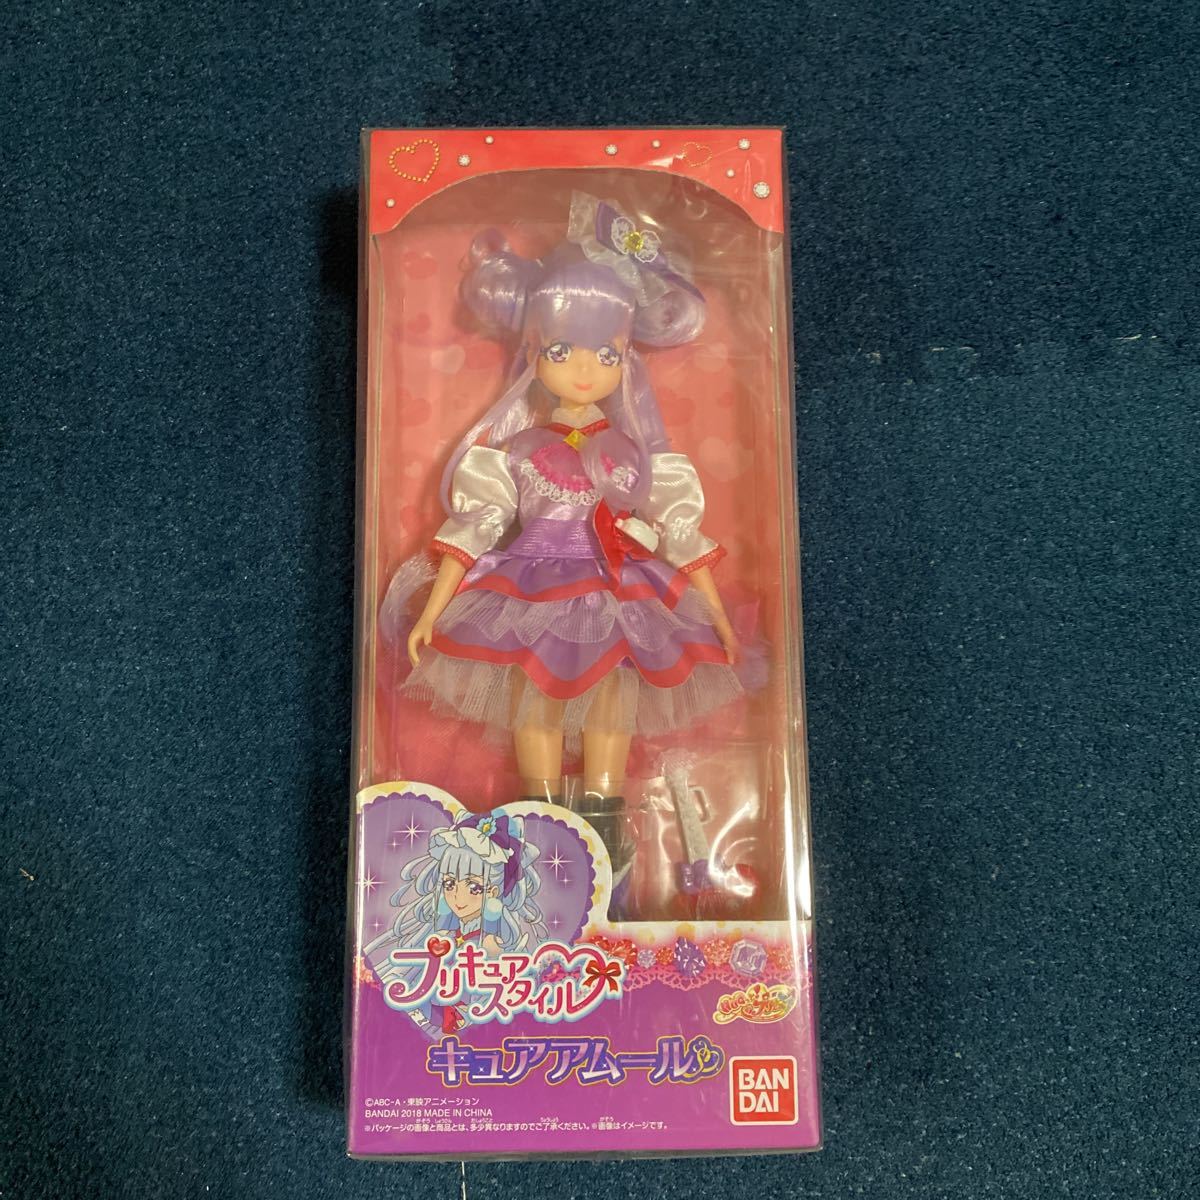 プリキュア
スタイル
キュアアムール
BAN
DAI
©ABC-A・東映アニメーション
BANDAI 2018 MADE IN CHINA
※パッケージの画像と商品とは、多少異なりますのでご了承ください。※画像はイメージです。